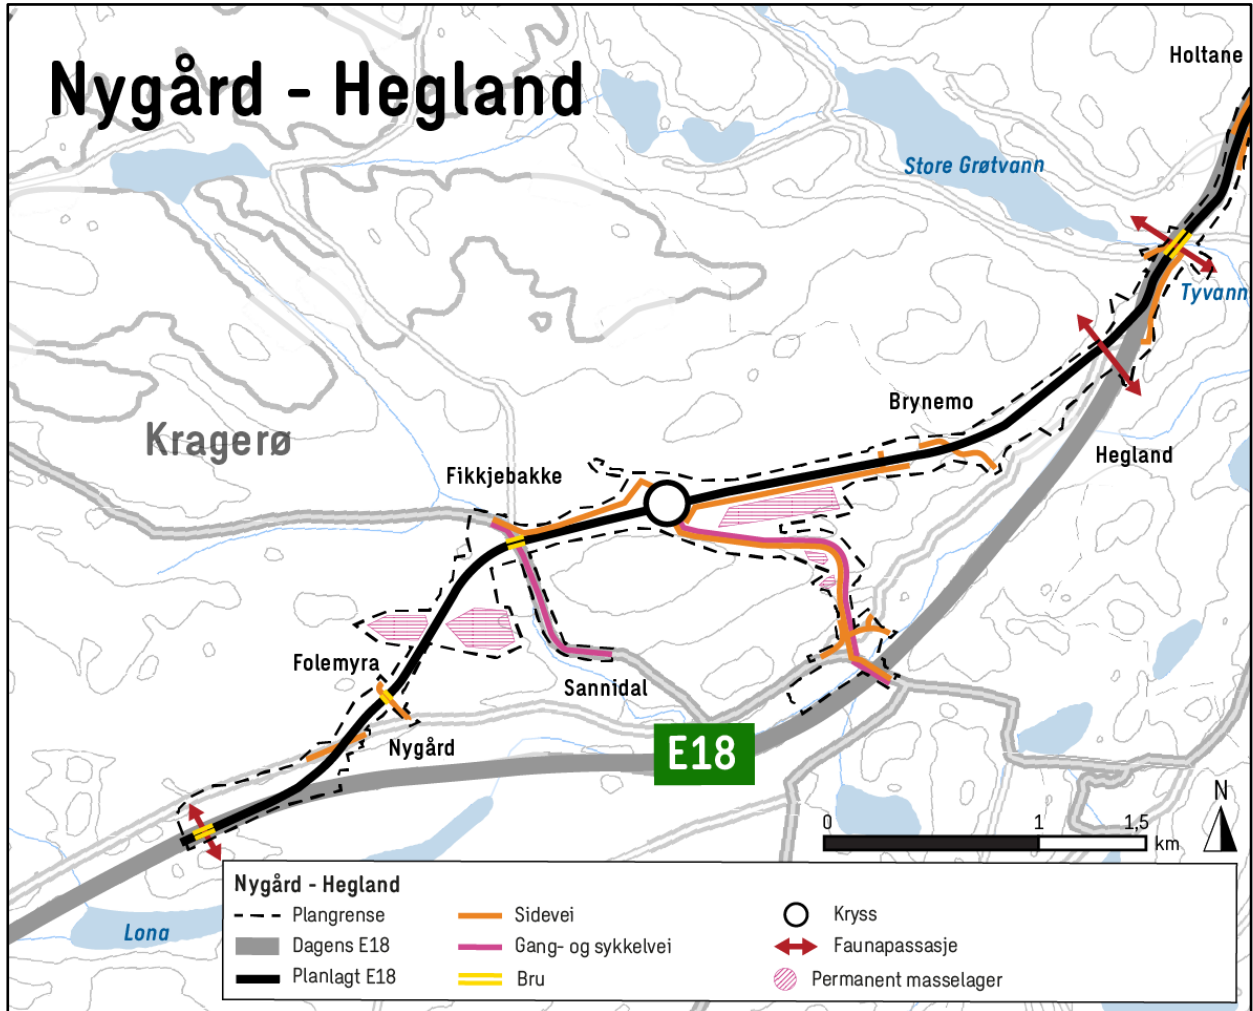 Nygård - Hegland
Holtane
Store Grøtvann
Tyvann
Brynemo
Kragerø
Hegland
Fikkjebakke
Folemyra
Sannidal
Nygård
E18
N
0 1 1,5
km
Lona
Nygård - Hegland
Plangrense
Dagens E18
Planlagt E18
Sidevei
Gang- og sykkelvei
Bru
Kryss
Faunapassasje
Permanent masselager